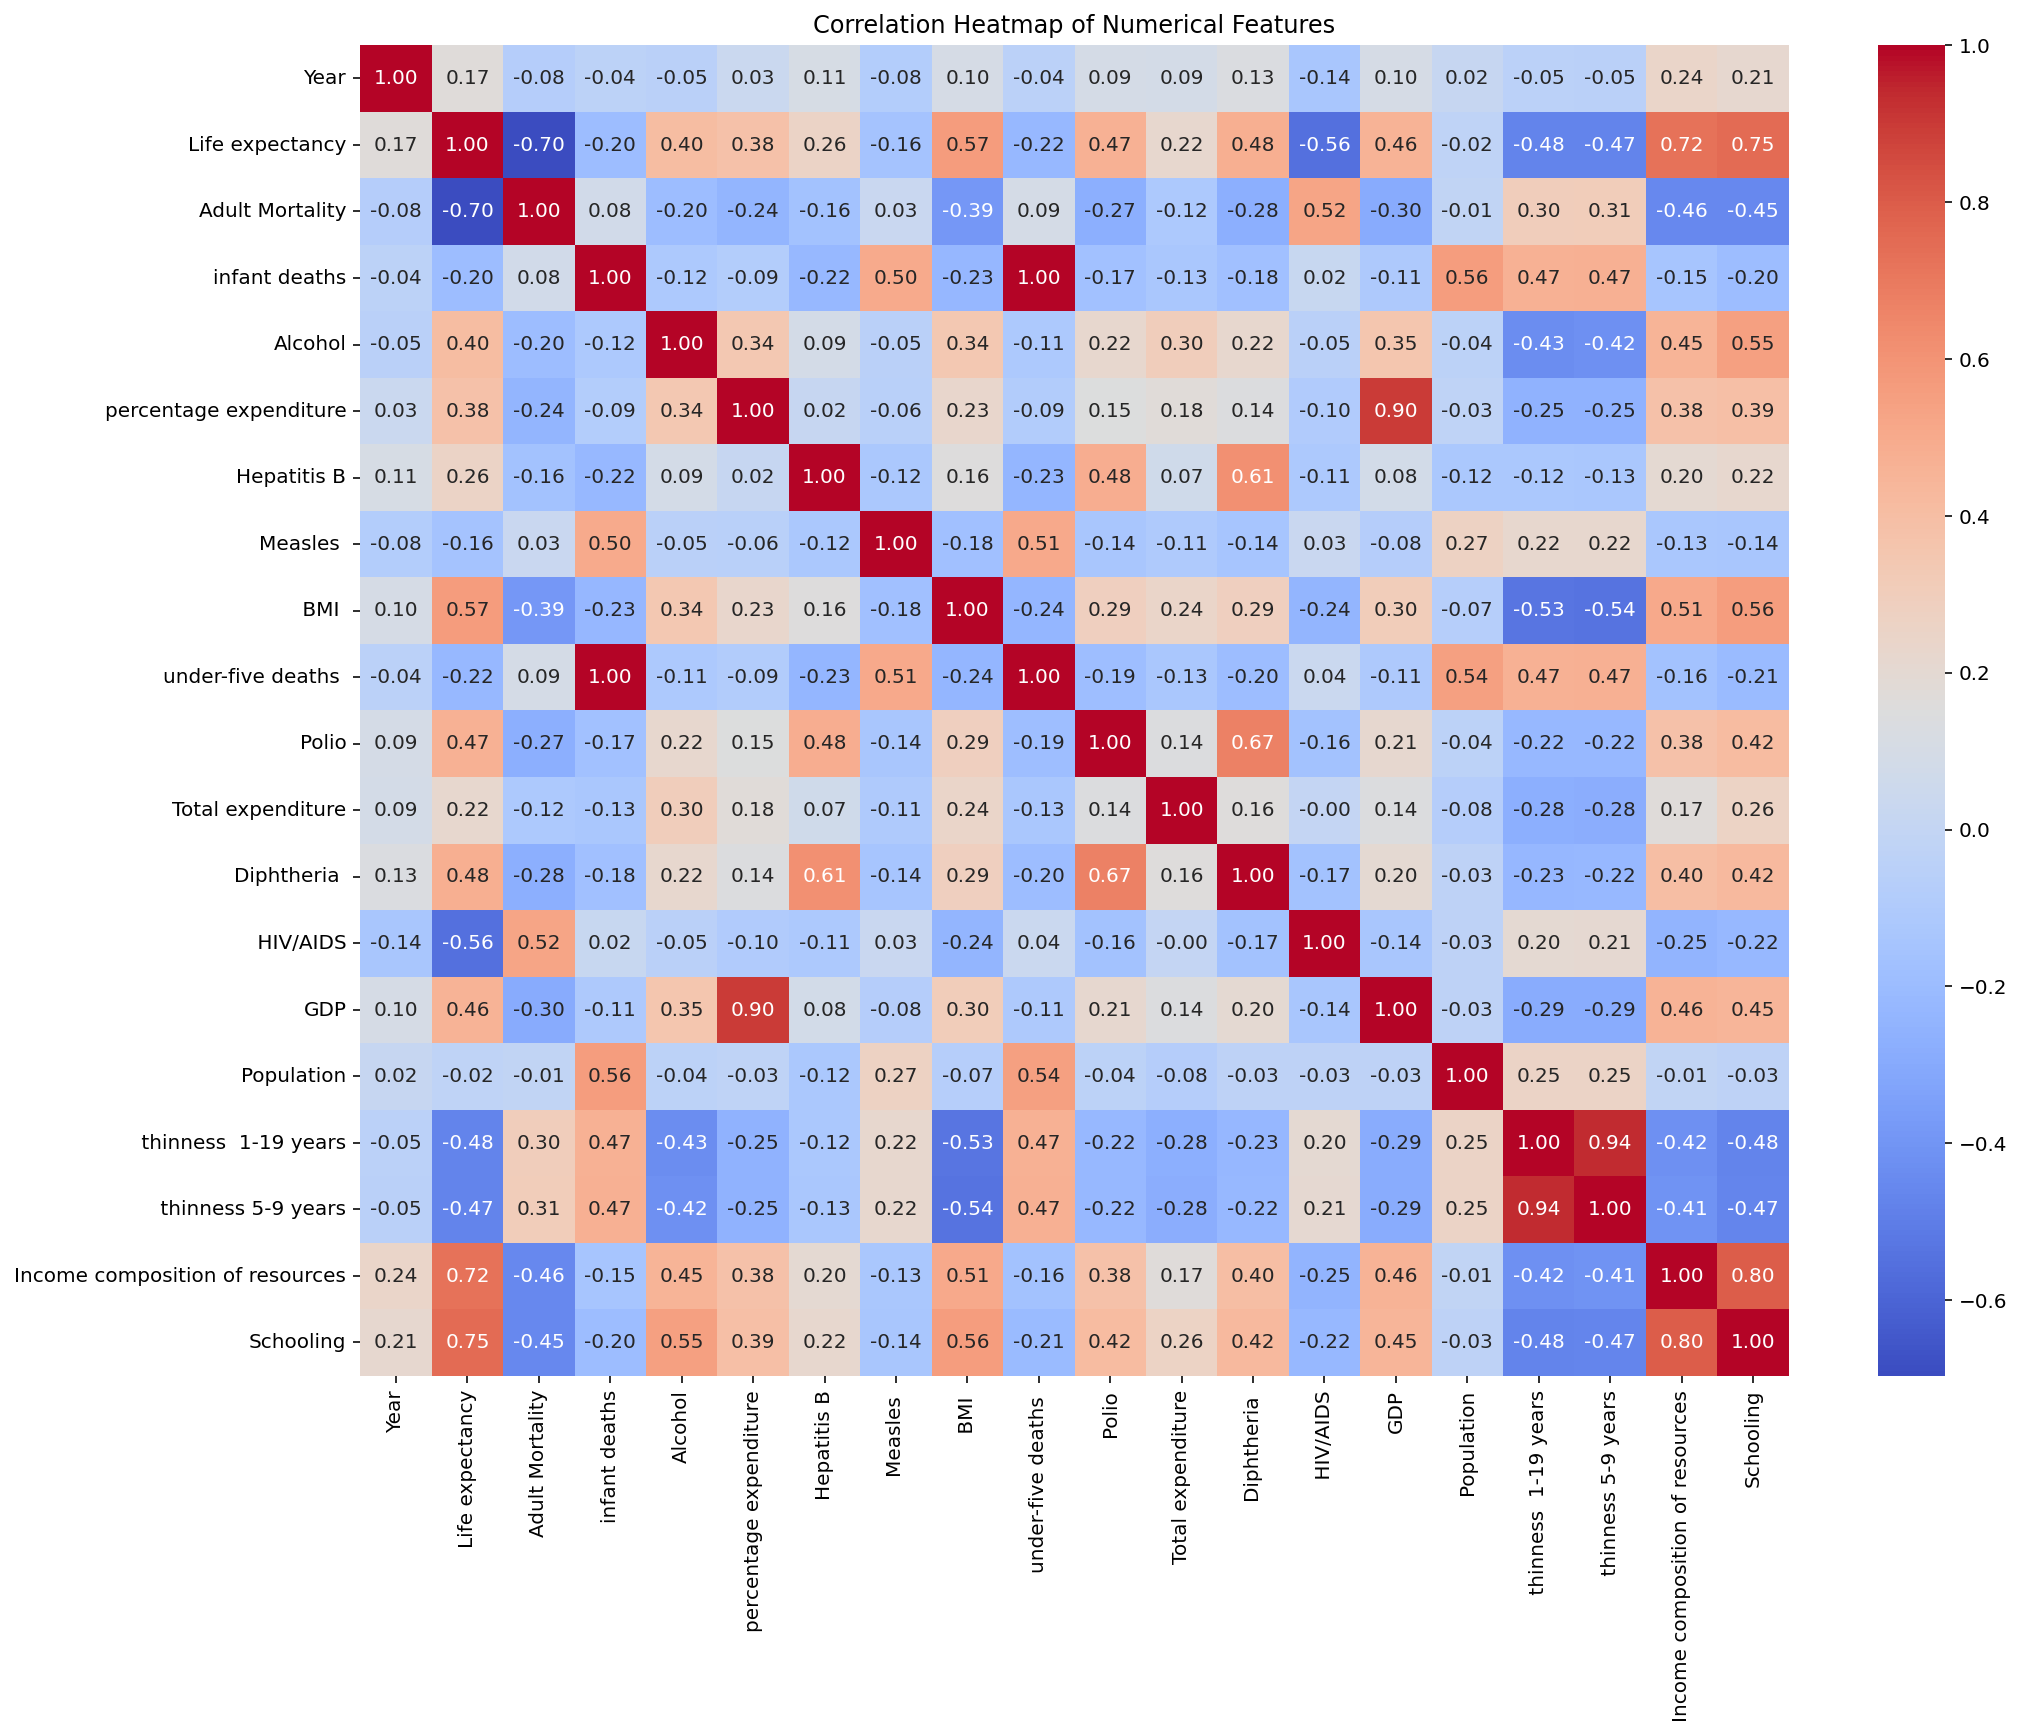 Correlation Heatmap of Numerical Features
Year 1.00 0.17 -0.08 -0.04 -0.05 0.03 0.11 -0.08 0.10 -0.04 0.09 0.09 0.13 -0.14 0.10 0.02 -0.05 -0.05 0.24 0.21
Life expectancy 0.17 1.00 -0.70 -0.20 0.40 0.38 0.26 -0.16 0.57 -0.22 0.47 0.22 0.48 -0.56 0.46 -0.02 -0.48 -0.47 0.72 0.75
Adult Mortality -0.08 -0.70 1.00 0.08 -0.20 -0.24 -0.16 0.03 -0.39 0.09 -0.27 -0.12 -0.28 0.52 -0.30 -0.01 0.30 0.31 -0.46 -0.45
infant deaths -0.04 -0.20 0.08 1.00 -0.12 -0.09 -0.22 0.50 -0.23 1.00 -0.17 -0.13 -0.18 0.02 -0.11 0.56 0.47 0.47 -0.15 -0.20
Alcohol -0.05 0.40 -0.20 -0.12 1.00 0.34 0.09 -0.05 0.34 -0.11 0.22 0.30 0.22 -0.05 0.35 -0.04 -0.43 -0.42 0.45 0.55
percentage expenditure 0.03 0.38 -0.24 -0.09 0.34 1.00 0.02 -0.06 0.23 -0.09 0.15 0.18 0.14 -0.10 0.90 -0.03 -0.25 -0.25 0.38 0.39
Hepatitis B 0.11 0.26 -0.16 -0.22 0.09 0.02 1.00 -0.12 0.16 -0.23 0.48 0.07 0.61 -0.11 0.08 -0.12 -0.12 -0.13 0.20 0.22
Measles -0.08 -0.16 0.03 0.50 -0.05 -0.06 -0.12 1.00 -0.18 0.51 -0.14 -0.11 -0.14 0.03 -0.08 0.27 0.22 0.22 -0.13 -0.14
BMI 0.10 0.57 -0.39 -0.23 0.34 0.23 0.16 -0.18 1.00 -0.24 0.29 0.24 0.29 -0.24 0.30 -0.07 -0.53 -0.54 0.51 0.56
under-five deaths -0.04 -0.22 0.09 1.00 -0.11 -0.09 -0.23 0.51 -0.24 1.00 -0.19 -0.13 -0.20 0.04 -0.11 0.54 0.47 0.47 -0.16 -0.21
Polio 0.09 0.47 -0.27 -0.17 0.22 0.15 0.48 -0.14 0.29 -0.19 1.00 0.14 0.67 -0.16 0.21 -0.04 -0.22 -0.22 0.38 0.42
Total expenditure 0.09 0.22 -0.12 -0.13 0.30 0.18 0.07 -0.11 0.24 -0.13 0.14 1.00 0.16 -0.00 0.14 -0.08 -0.28 -0.28 0.17 0.26
Diphtheria 0.13 0.48 -0.28 -0.18 0.22 0.14 0.61 -0.14 0.29 -0.20 0.67 0.16 1.00 -0.17 0.20 -0.03 -0.23 -0.22 0.40 0.42
HIV/AIDS -0.14 -0.56 0.52 0.02 -0.05 -0.10 -0.11 0.03 -0.24 0.04 -0.16 -0.00 -0.17 1.00 -0.14 -0.03 0.20 0.21 -0.25 -0.22
GDP 0.10 0.46 -0.30 -0.11 0.35 0.90 0.08 -0.08 0.30 -0.11 0.21 0.14 0.20 -0.14 1.00 -0.03 -0.29 -0.29 0.46 0.45
Population 0.02 -0.02 -0.01 0.56 -0.04 -0.03 -0.12 0.27 -0.07 0.54 -0.04 -0.08 -0.03 -0.03 -0.03 1.00 0.25 0.25 -0.01 -0.03
thinness  1-19 years -0.05 -0.48 0.30 0.47 -0.43 -0.25 -0.12 0.22 -0.53 0.47 -0.22 -0.28 -0.23 0.20 -0.29 0.25 1.00 0.94 -0.42 -0.48
thinness 5-9 years -0.05 -0.47 0.31 0.47 -0.42 -0.25 -0.13 0.22 -0.54 0.47 -0.22 -0.28 -0.22 0.21 -0.29 0.25 0.94 1.00 -0.41 -0.47
Income composition of resources 0.24 0.72 -0.46 -0.15 0.45 0.38 0.20 -0.13 0.51 -0.16 0.38 0.17 0.40 -0.25 0.46 -0.01 -0.42 -0.41 1.00 0.80
Schooling 0.21 0.75 -0.45 -0.20 0.55 0.39 0.22 -0.14 0.56 -0.21 0.42 0.26 0.42 -0.22 0.45 -0.03 -0.48 -0.47 0.80 1.00
Year
Life expectancy
Adult Mortality
infant deaths
Alcohol
percentage expenditure
Hepatitis B
Measles
BMI
under-five deaths
Polio
Total expenditure
Diphtheria
HIV/AIDS
GDP
Population
thinness  1-19 years
thinness 5-9 years
Income composition of resources
Schooling
1.0
0.8
0.6
0.4
0.2
0.0
−0.2
−0.4
−0.6